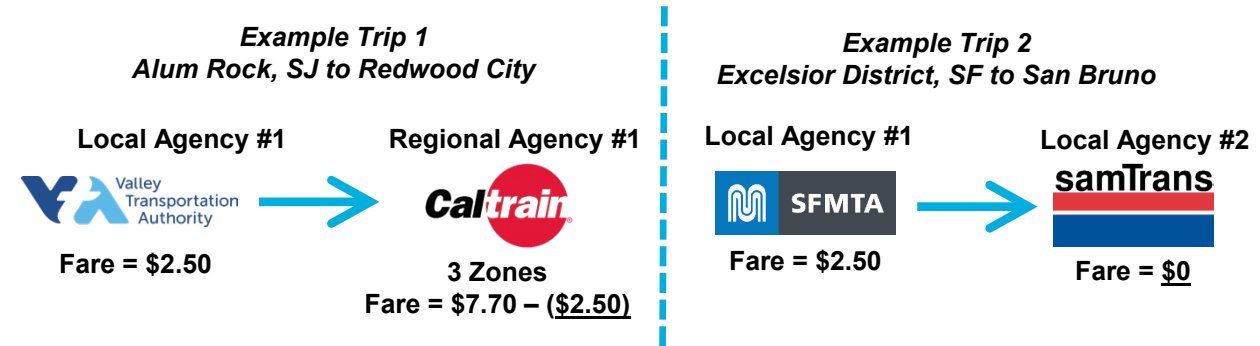 Example Trip 1
Alum Rock, SJ to Redwood City
Local Agency #1
Regional Agency #1
Valley
Transportation
Authority
Caltrain
Fare = $2.50
3 Zones
Fare = $7.70 – ($2.50)
Example Trip 2
Excelsior District, SF to San Bruno
Local Agency #1
Local Agency #2
SFMTA
samTrans
Fare = $2.50
Fare = $0